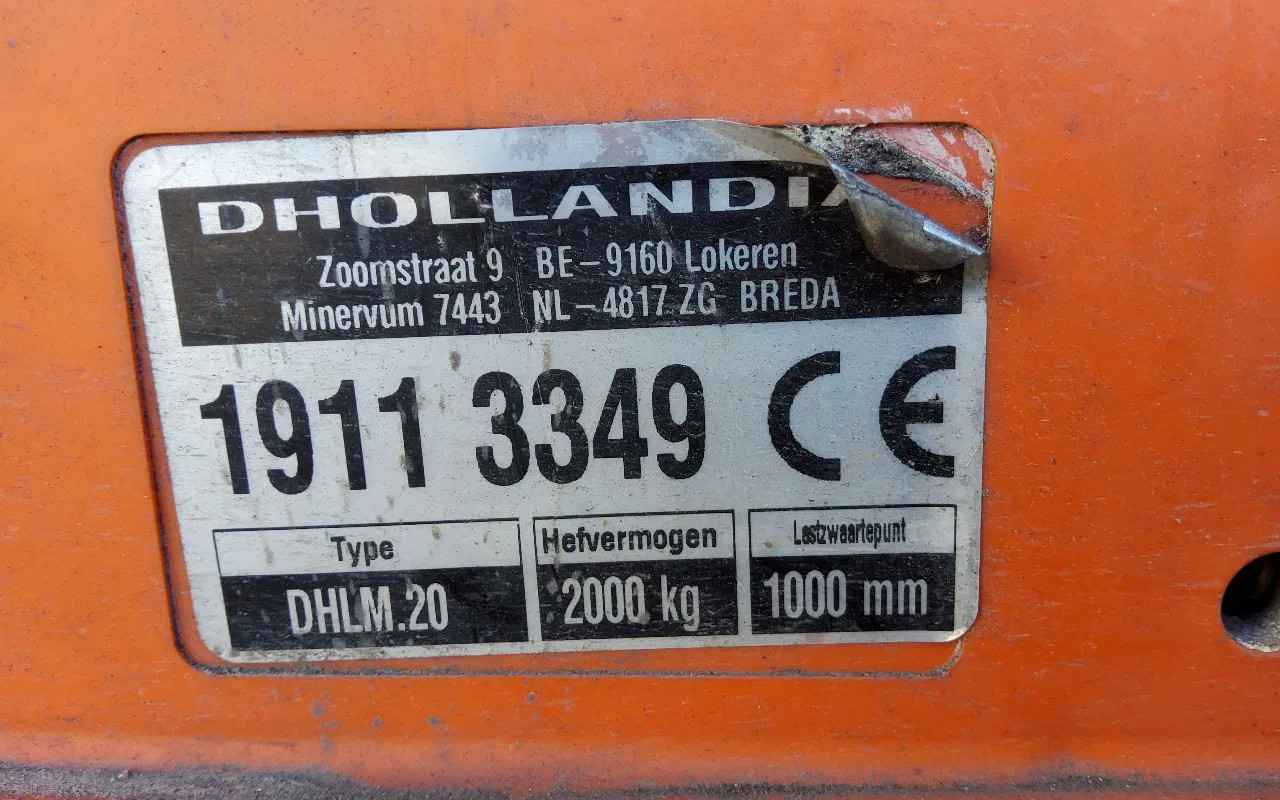 DHOLLANDIA
Zoomstraat 9 BE-9160 Lokeren
Minervum 7443 NL-4817 ZG BREDA
1911 3349 CE
Type Hefvermogen Lastzwaartepunt
DHLM.20 2000 kg 1000 mm